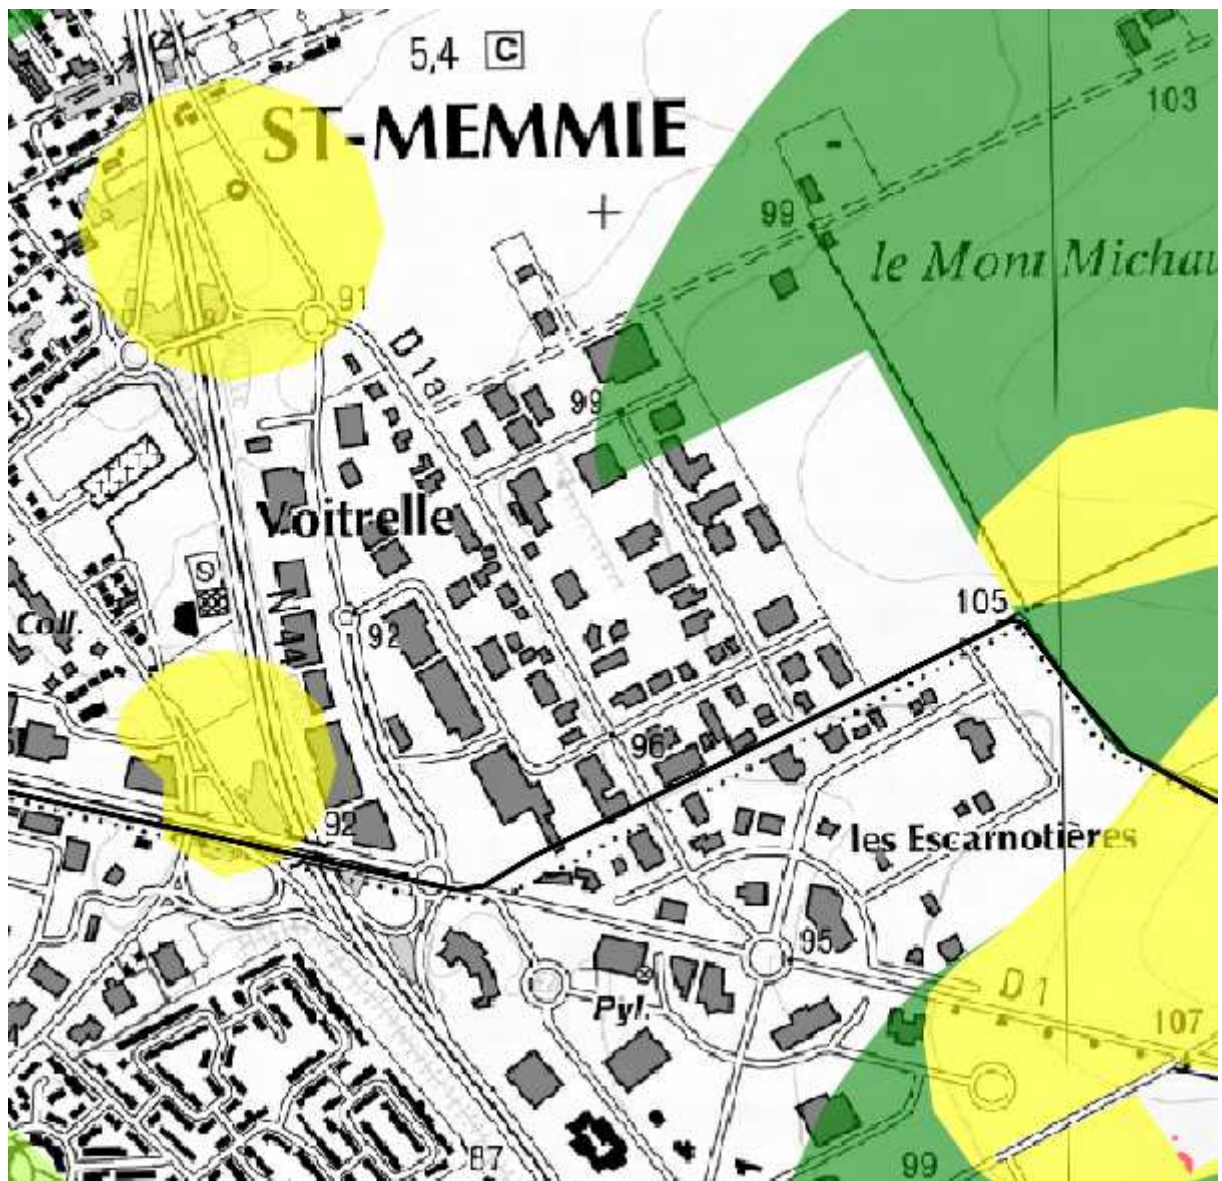 5,4 C
ST-MEMMIE
103
99
le Mont Michau
91
D 1 a
99
Voitrelle
S
105
Coll.
N 44
92
96
92
les Escarnotières
95
D 1
Pyl.
107
87
99